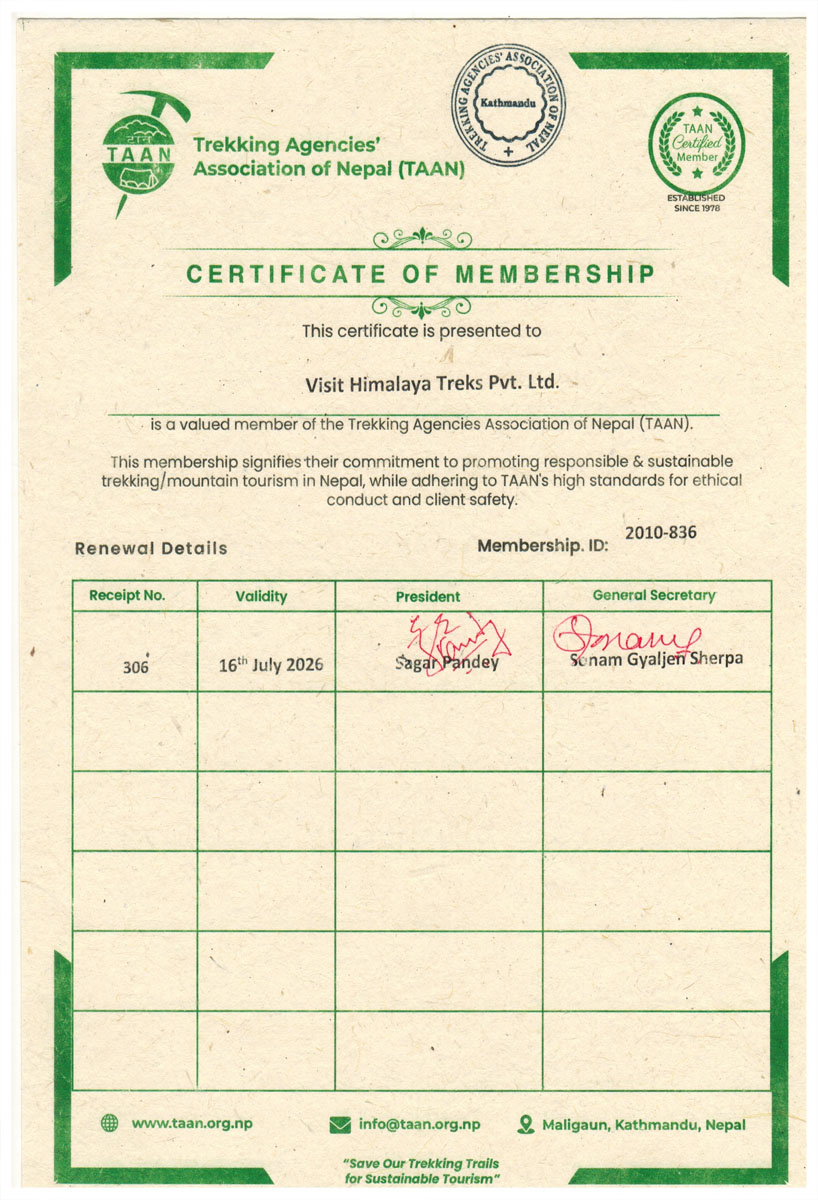 तान
TAAN
Trekking Agencies'
Association of Nepal (TAAN)
TREKKING AGENCIES' ASSOCIATION OF NEPAL
Kathmandu
TAAN
Certified
Member
ESTABLISHED
SINCE 1978
CERTIFICATE OF MEMBERSHIP
This certificate is presented to
Visit Himalaya Treks Pvt. Ltd.
is a valued member of the Trekking Agencies Association of Nepal (TAAN).
This membership signifies their commitment to promoting responsible & sustainable
trekking/mountain tourism in Nepal, while adhering to TAAN's high standards for ethical
conduct and client safety.
Renewal Details
Membership. ID: 2010-836
Receipt No. Validity President General Secretary
306 16th July 2026 Sagar Pandey Sonam Gyaljen Sherpa
www.taan.org.np info@taan.org.np Maligaun, Kathmandu, Nepal
"Save Our Trekking Trails
for Sustainable Tourism"